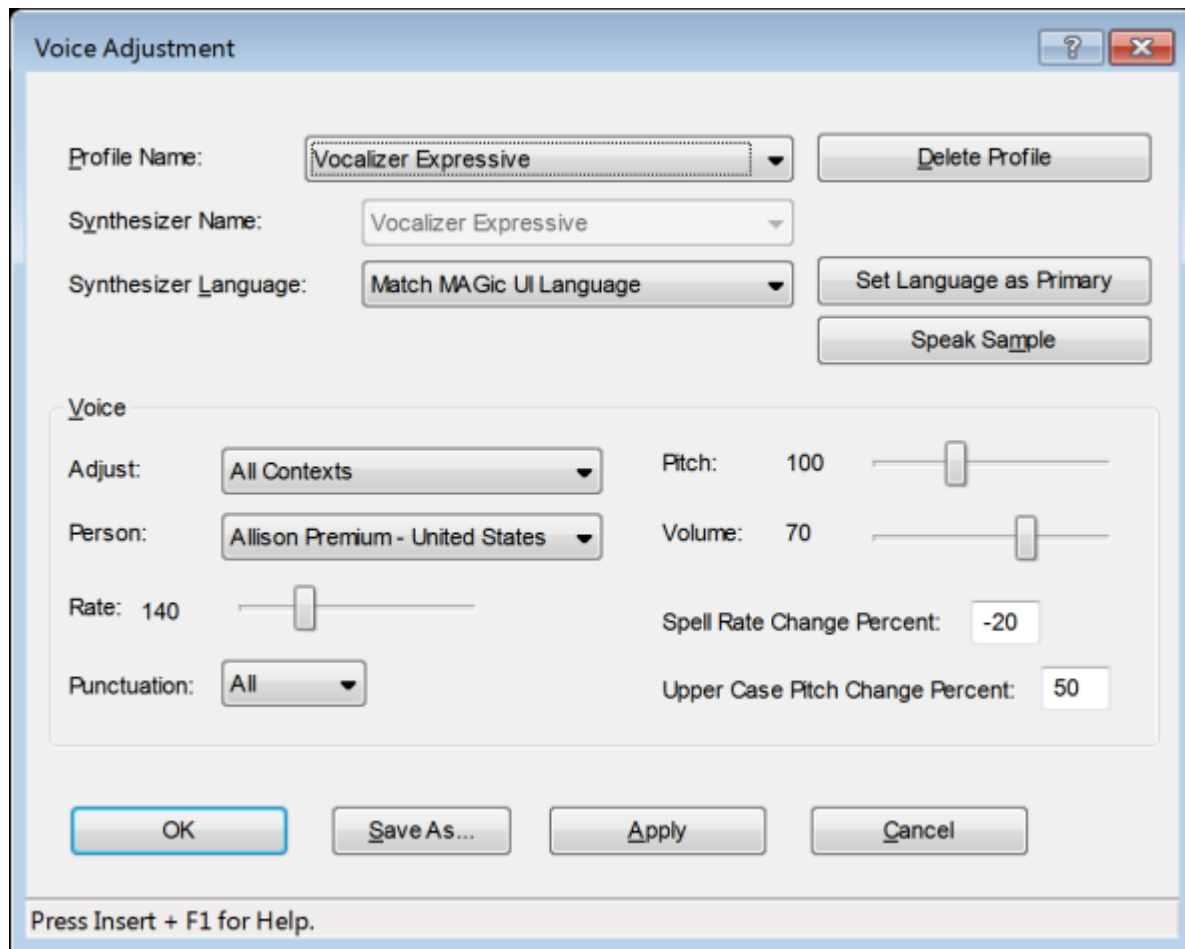 Voice Adjustment
Profile Name: Vocalizer Expressive Delete Profile
Synthesizer Name: Vocalizer Expressive
Synthesizer Language: Match MAGic UI Language Set Language as Primary
Speak Sample
Voice
Adjust: All Contexts Pitch: 100
Person: Allison Premium - United States Volume: 70
Rate: 140
Spell Rate Change Percent: -20
Punctuation: All Upper Case Pitch Change Percent: 50
OK Save As... Apply Cancel
Press Insert + F1 for Help.